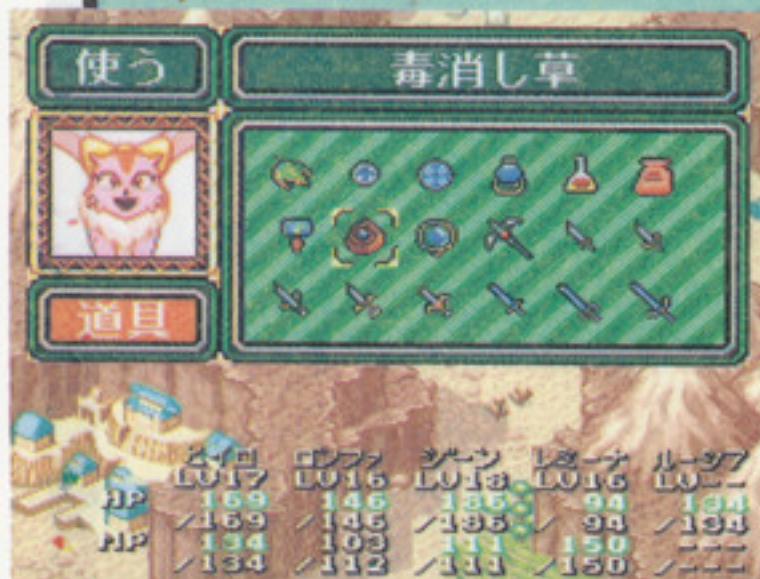 使う
毒消し草
道具
ヒイロ ロンファ ジーン レミーナ ルーシア
LV17 LV16 LV18 LV16 LV--
HP 169 146 186 94 134
/169 /146 /186 / 94 /134
MP 134 103 111 150 ---
/134 /112 /111 /150 /---